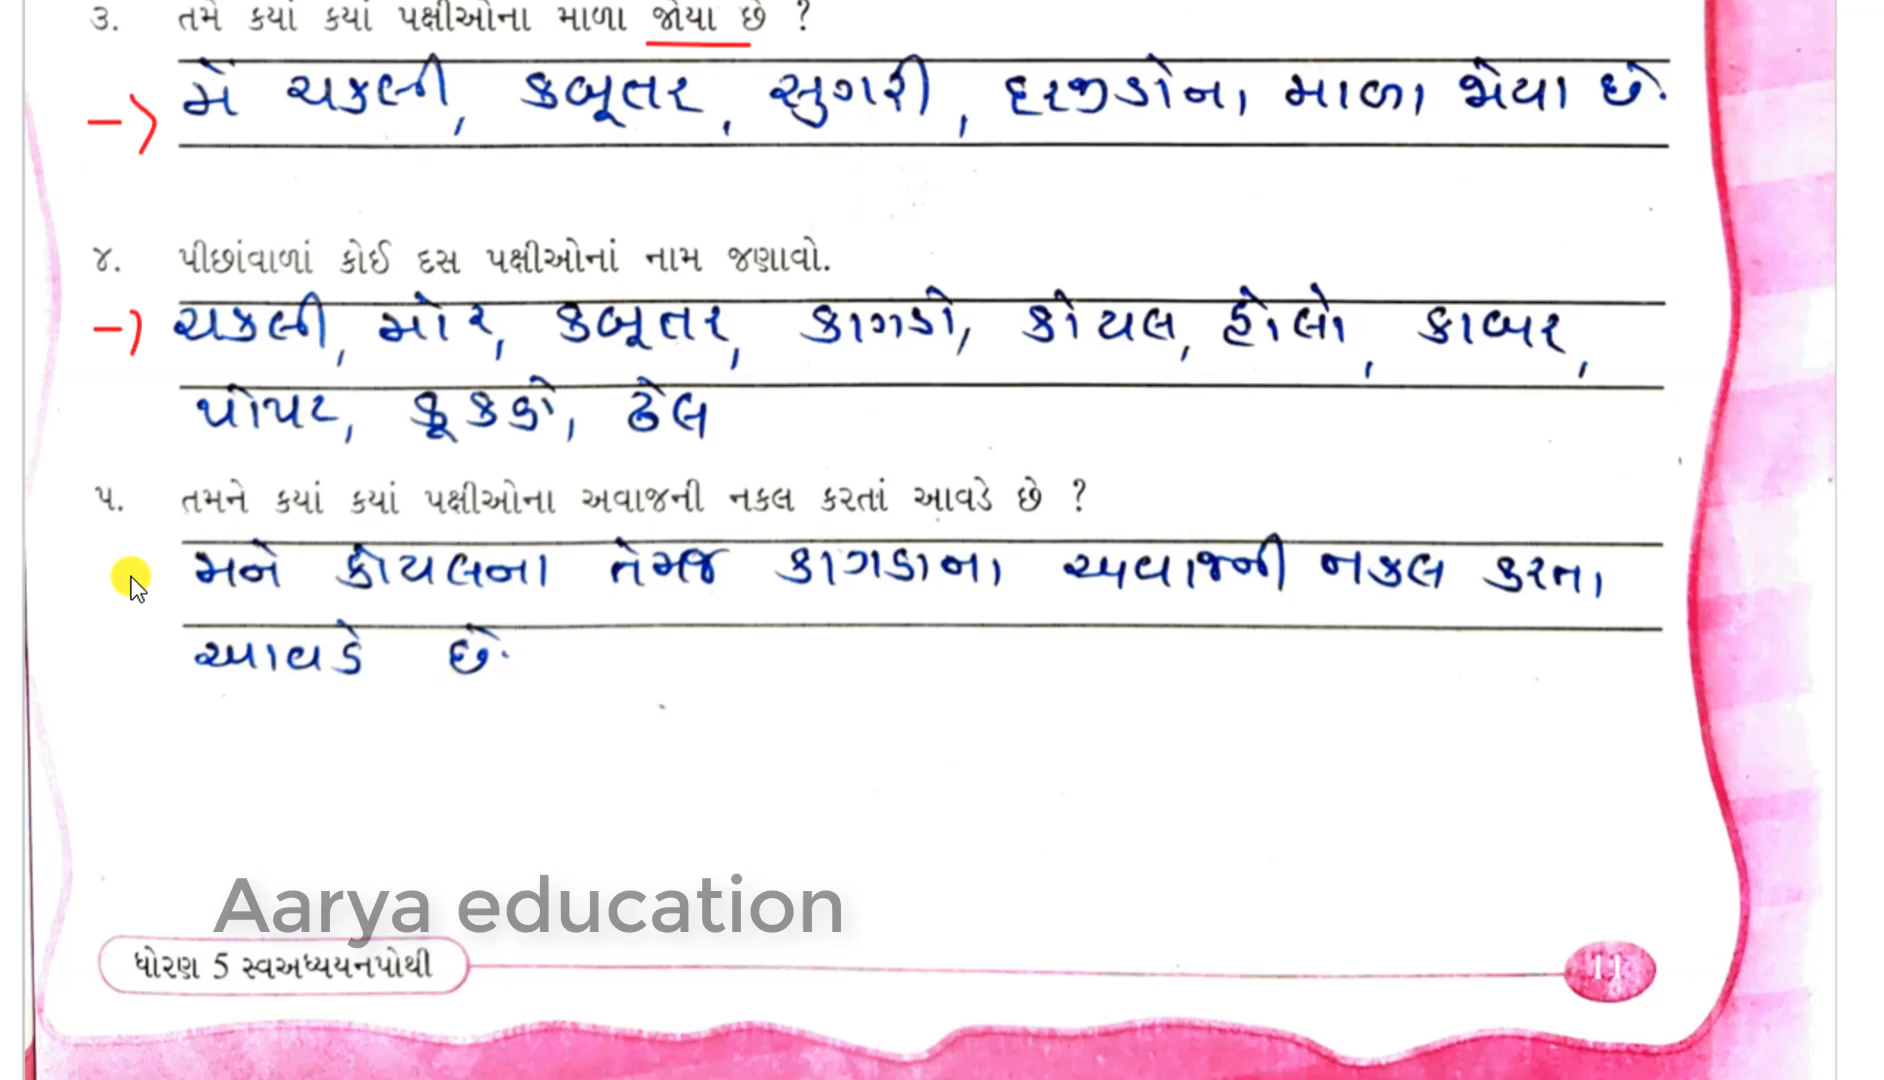 ૩. તમે કયાં કયાં પક્ષીઓના માળા જોયા છે ?
મેં ચકલી, કબૂતર, સુગરી, દરજીડોના માળા જોયા છે.
૪. પીછાંવાળાં કોઈ દસ પક્ષીઓનાં નામ જણાવો.
ચકલી, મોર, કબૂતર, કાગડો, કોયલ, હોલો, કાબર,
પોપટ, કૂકડો, ઢેલ
૫. તમને કયાં કયાં પક્ષીઓના અવાજની નકલ કરતાં આવડે છે ?
મને કોયલના તેમજ કાગડાના અવાજની નકલ કરતા
આવડે છે.
Aarya education
ધોરણ 5 સ્વઅધ્યયનપોથી
11